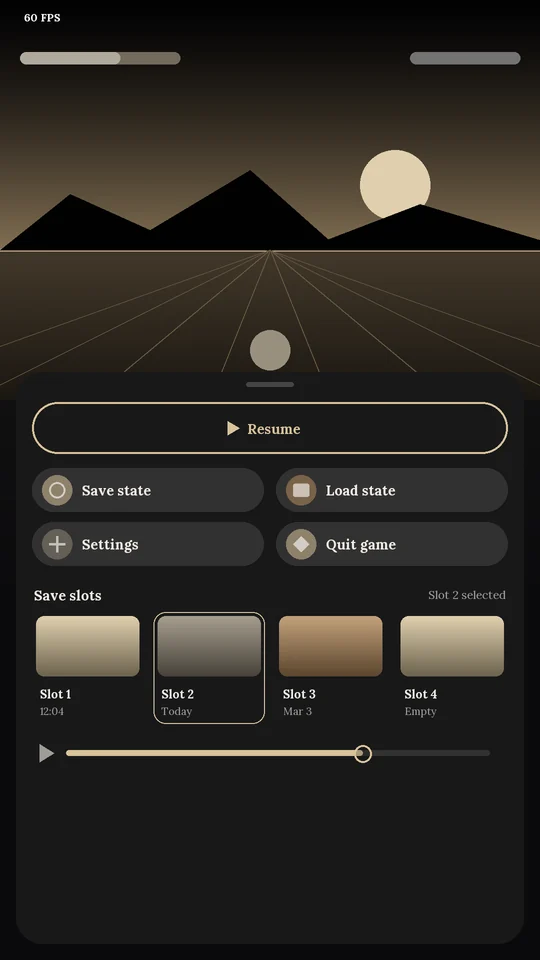 60 FPS
Resume
Save state
Load state
Settings
Quit game
Save slots
Slot 2 selected
Slot 1
Slot 2
Slot 3
Slot 4
12:04
Today
Mar 3
Empty